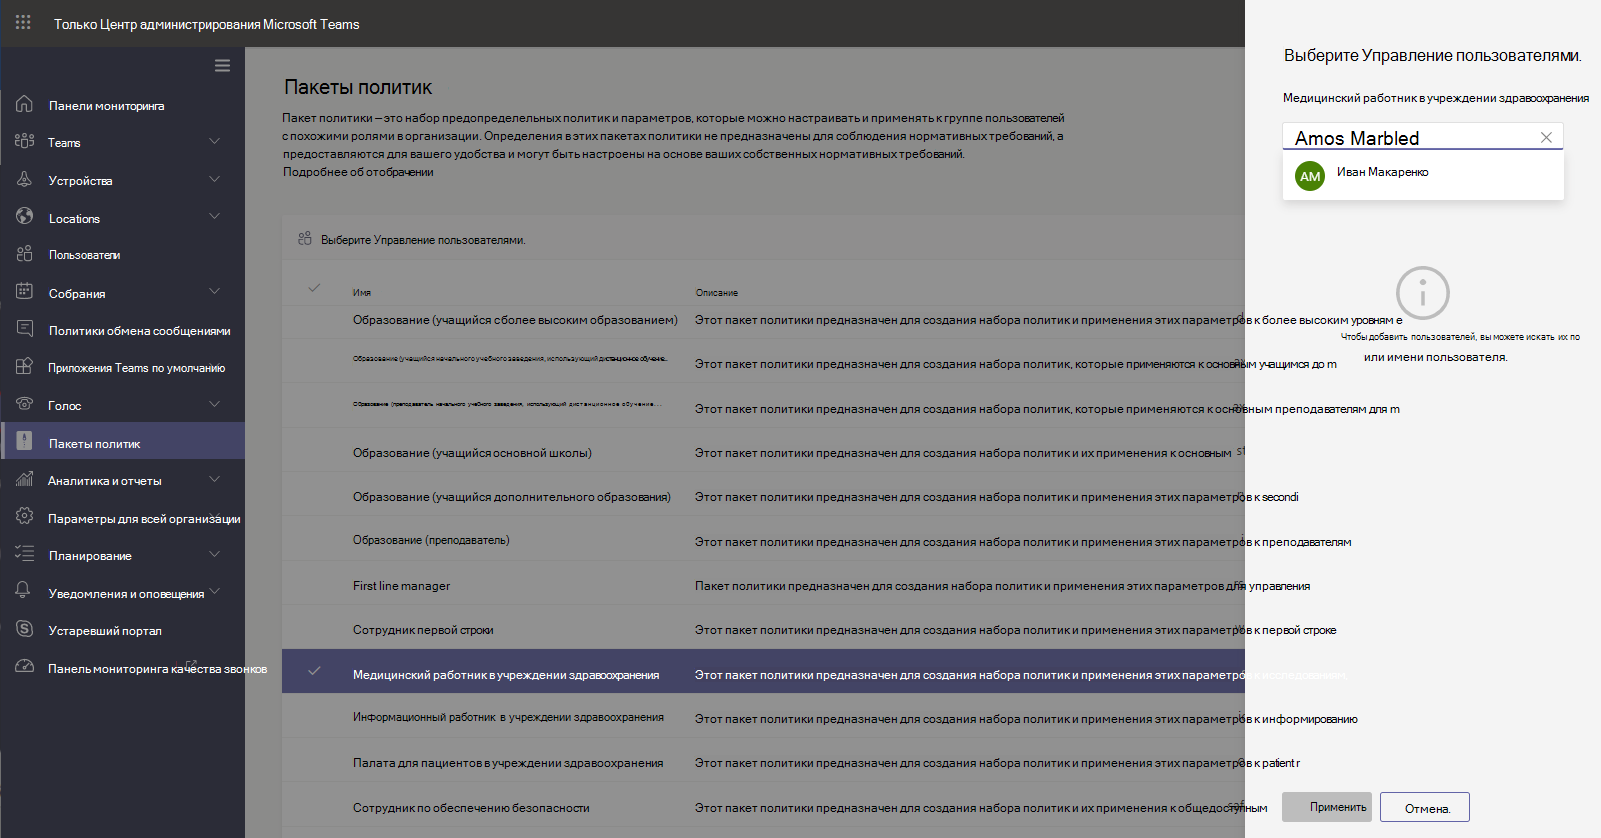 Только Центр администрирования Microsoft Teams
Панели мониторинга
Teams
Устройства
Locations
Пользователи
Собрания
Политики обмена сообщениями
Приложения Teams по умолчанию
Голос
Пакеты политик
Аналитика и отчеты
Параметры для всей организации
Планирование
Уведомления и оповещения
Устаревший портал
Панель мониторинга качества звонков
Пакеты политик
Пакет политики – это набор предопредельных политик и параметров, которые можно настраивать и применять к группе пользователей
с похожими ролями в организации. Определения в этих пакетах политики не предназначены для соблюдения нормативных требований, а
предоставляются для вашего удобства и могут быть настроены на основе ваших собственных нормативных требований.
Подробнее об отобрачении
Выберите Управление пользователями.
Имя Описание
Образование (учащийся с более высоким образованием) Этот пакет политики предназначен для создания набора политик и применения этих параметров к более высоким уровням е
Образование (учащийся начального учебного заведения, использующий дистанционное обучение... Этот пакет политики предназначен для создания набора политик, которые применяются к основным учащимся до m
Образование (преподаватель начального учебного заведения, использующий дистанционное обучение... Этот пакет политики предназначен для создания набора политик, которые применяются к основным преподавателям для m
Образование (учащийся основной школы) Этот пакет политики предназначен для создания набора политик и их применения к основным st
Образование (учащийся дополнительного образования) Этот пакет политики предназначен для создания набора политик и применения этих параметров к secondi
Образование (преподаватель) Этот пакет политики предназначен для создания набора политик и применения этих параметров к преподавателям
First line manager Пакет политики предназначен для создания набора политик и применения этих параметров для управления
Сотрудник первой строки Этот пакет политики предназначен для создания набора политик и применения этих параметров к первой строке
Медицинский работник в учреждении здравоохранения Этот пакет политики предназначен для создания набора политик и применения этих параметров к исследованиям,
Информационный работник в учреждении здравоохранения Этот пакет политики предназначен для создания набора политик и применения этих параметров к информированию
Палата для пациентов в учреждении здравоохранения Этот пакет политики предназначен для создания набора политик и применения этих параметров к patient r
Сотрудник по обеспечению безопасности Этот пакет политики предназначен для создания набора политик и их применения к общедоступным
Выберите Управление пользователями.
Медицинский работник в учреждении здравоохранения
Amos Marbled
AM Иван Макаренко
Чтобы добавить пользователей, вы можете искать их по
или имени пользователя.
Применить Отмена.